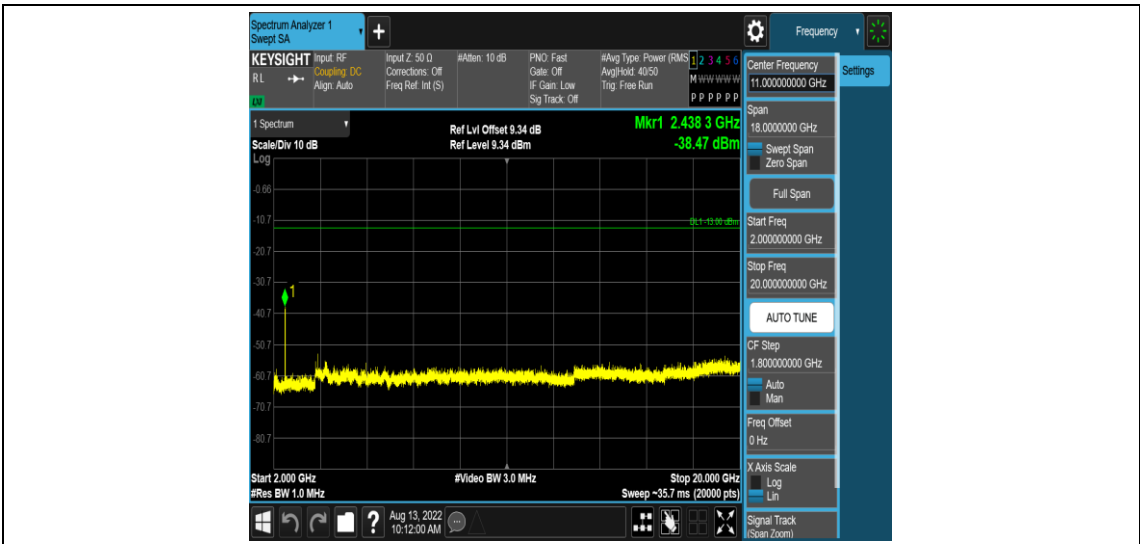 Spectrum Analyzer 1
Swept SA
+
Frequency
KEYSIGHT
RL
LXI
Input: RF
Coupling: DC
Align: Auto
Input Z: 50 Ω
Corrections: Off
Freq Ref: Int (S)
#Atten: 10 dB
PNO: Fast
Gate: Off
IF Gain: Low
Sig Track: Off
#Avg Type: Power (RMS
Avg|Hold: 40/50
Trig: Free Run
1 2 3 4 5 6
M W W W W W
P P P P P P
1 Spectrum
Scale/Div 10 dB
Log
Ref Lvl Offset 9.34 dB
Ref Level 9.34 dBm
Mkr1 2.438 3 GHz
-38.47 dBm
-0.66
-10.7
DL1 -13.00 dBm
-20.7
-30.7
1
-40.7
-50.7
-60.7
-70.7
-80.7
Start 2.000 GHz
#Res BW 1.0 MHz
#Video BW 3.0 MHz
Stop 20.000 GHz
Sweep ~35.7 ms (20000 pts)
Center Frequency
11.000000000 GHz
Settings
Span
18.0000000 GHz
Swept Span
Zero Span
Full Span
Start Freq
2.000000000 GHz
Stop Freq
20.000000000 GHz
AUTO TUNE
CF Step
1.800000000 GHz
Auto
Man
Freq Offset
0 Hz
X Axis Scale
Log
Lin
Signal Track
(Span Zoom)
?
Aug 13, 2022
10:12:00 AM